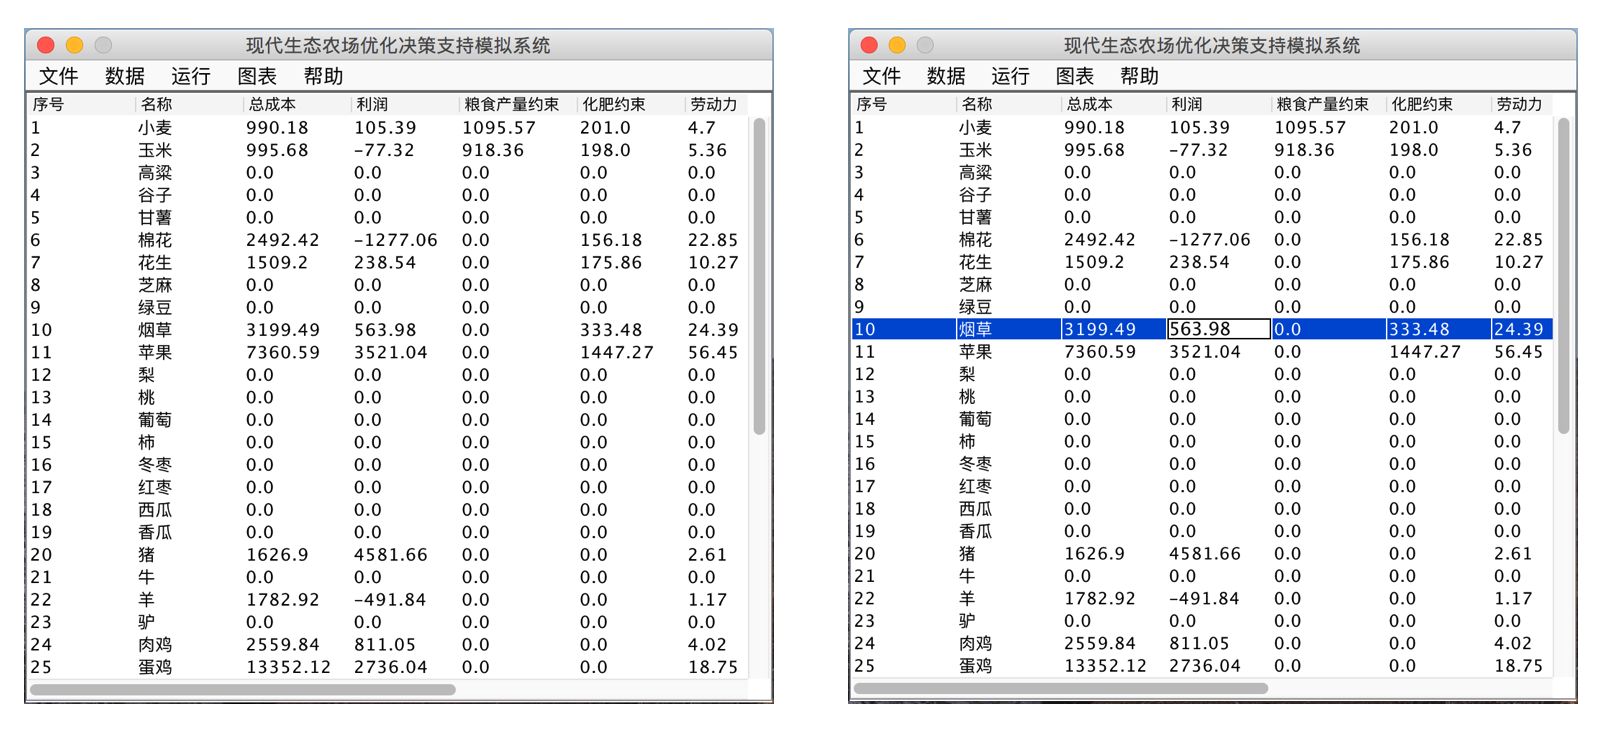 现代生态农场优化决策支持模拟系统
文件 数据 运行 图表 帮助
序号 名称 总成本 利润 粮食产量约束 化肥约束 劳动力
1 小麦 990.18 105.39 1095.57 201.0 4.7
2 玉米 995.68 -77.32 918.36 198.0 5.36
3 高粱 0.0 0.0 0.0 0.0 0.0
4 谷子 0.0 0.0 0.0 0.0 0.0
5 甘薯 0.0 0.0 0.0 0.0 0.0
6 棉花 2492.42 -1277.06 0.0 156.18 22.85
7 花生 1509.2 238.54 0.0 175.86 10.27
8 芝麻 0.0 0.0 0.0 0.0 0.0
9 绿豆 0.0 0.0 0.0 0.0 0.0
10 烟草 3199.49 563.98 0.0 333.48 24.39
11 苹果 7360.59 3521.04 0.0 1447.27 56.45
12 梨 0.0 0.0 0.0 0.0 0.0
13 桃 0.0 0.0 0.0 0.0 0.0
14 葡萄 0.0 0.0 0.0 0.0 0.0
15 柿 0.0 0.0 0.0 0.0 0.0
16 冬枣 0.0 0.0 0.0 0.0 0.0
17 红枣 0.0 0.0 0.0 0.0 0.0
18 西瓜 0.0 0.0 0.0 0.0 0.0
19 香瓜 0.0 0.0 0.0 0.0 0.0
20 猪 1626.9 4581.66 0.0 0.0 2.61
21 牛 0.0 0.0 0.0 0.0 0.0
22 羊 1782.92 -491.84 0.0 0.0 1.17
23 驴 0.0 0.0 0.0 0.0 0.0
24 肉鸡 2559.84 811.05 0.0 0.0 4.02
25 蛋鸡 13352.12 2736.04 0.0 0.0 18.75
现代生态农场优化决策支持模拟系统
文件 数据 运行 图表 帮助
序号 名称 总成本 利润 粮食产量约束 化肥约束 劳动力
1 小麦 990.18 105.39 1095.57 201.0 4.7
2 玉米 995.68 -77.32 918.36 198.0 5.36
3 高粱 0.0 0.0 0.0 0.0 0.0
4 谷子 0.0 0.0 0.0 0.0 0.0
5 甘薯 0.0 0.0 0.0 0.0 0.0
6 棉花 2492.42 -1277.06 0.0 156.18 22.85
7 花生 1509.2 238.54 0.0 175.86 10.27
8 芝麻 0.0 0.0 0.0 0.0 0.0
9 绿豆 0.0 0.0 0.0 0.0 0.0
10 烟草 3199.49 563.98 0.0 333.48 24.39
11 苹果 7360.59 3521.04 0.0 1447.27 56.45
12 梨 0.0 0.0 0.0 0.0 0.0
13 桃 0.0 0.0 0.0 0.0 0.0
14 葡萄 0.0 0.0 0.0 0.0 0.0
15 柿 0.0 0.0 0.0 0.0 0.0
16 冬枣 0.0 0.0 0.0 0.0 0.0
17 红枣 0.0 0.0 0.0 0.0 0.0
18 西瓜 0.0 0.0 0.0 0.0 0.0
19 香瓜 0.0 0.0 0.0 0.0 0.0
20 猪 1626.9 4581.66 0.0 0.0 2.61
21 牛 0.0 0.0 0.0 0.0 0.0
22 羊 1782.92 -491.84 0.0 0.0 1.17
23 驴 0.0 0.0 0.0 0.0 0.0
24 肉鸡 2559.84 811.05 0.0 0.0 4.02
25 蛋鸡 13352.12 2736.04 0.0 0.0 18.75